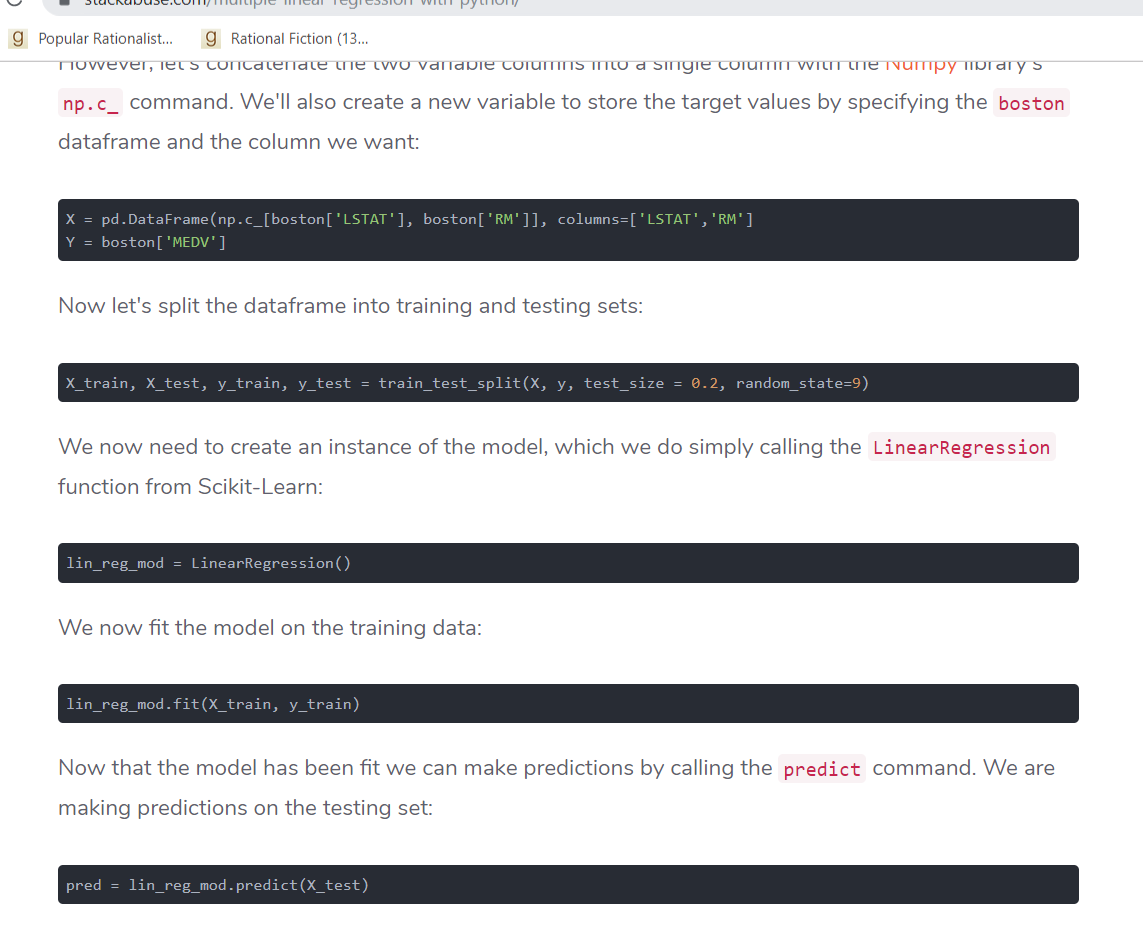 stackabuse.com/multiple-linear-regression-with-python/
Popular Rationalist...
Rational Fiction (13...
However, let's concatenate the two variable columns into a single column with the Numpy library's
np.c_ command. We'll also create a new variable to store the target values by specifying the boston
dataframe and the column we want:
X = pd.DataFrame(np.c_[boston['LSTAT'], boston['RM']], columns=['LSTAT','RM']
Y = boston['MEDV']
Now let's split the dataframe into training and testing sets:
X_train, X_test, y_train, y_test = train_test_split(X, y, test_size = 0.2, random_state=9)
We now need to create an instance of the model, which we do simply calling the LinearRegression
function from Scikit-Learn:
lin_reg_mod = LinearRegression()
We now fit the model on the training data:
lin_reg_mod.fit(X_train, y_train)
Now that the model has been fit we can make predictions by calling the predict command. We are
making predictions on the testing set:
pred = lin_reg_mod.predict(X_test)